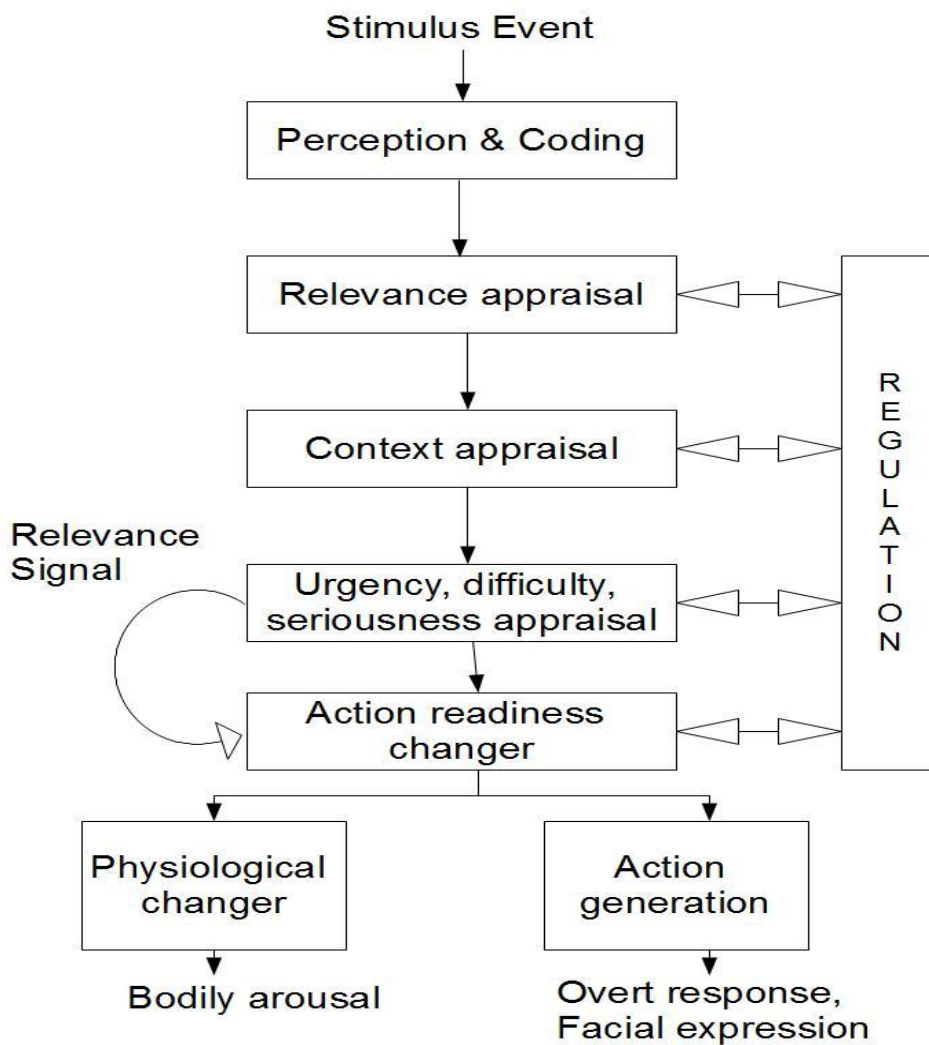 Stimulus Event
Perception & Coding
Relevance appraisal
Context appraisal
Relevance
Signal
Urgency, difficulty,
seriousness appraisal
Action readiness
changer
REGULATION
Physiological
changer
Action
generation
Bodily arousal
Overt response,
Facial expression